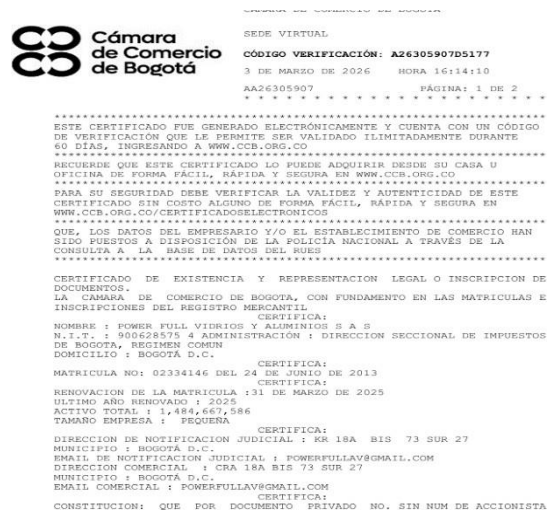 CAMARA DE COMERCIO DE BOGOTA
Cámara
de Comercio
de Bogotá
SEDE VIRTUAL
CÓDIGO VERIFICACIÓN: A26305907D5177
3 DE MARZO DE 2026 HORA 16:14:10
AA26305907 PÁGINA: 1 DE 2
* * * * * * * * * * * * * * * * * * * *
ESTE CERTIFICADO FUE GENERADO ELECTRÓNICAMENTE Y CUENTA CON UN CÓDIGO
DE VERIFICACIÓN QUE LE PERMITE SER VALIDADO ILIMITADAMENTE DURANTE
60 DÍAS, INGRESANDO A WWW.CCB.ORG.CO
RECUERDE QUE ESTE CERTIFICADO LO PUEDE ADQUIRIR DESDE SU CASA U
OFICINA DE FORMA FÁCIL, RÁPIDA Y SEGURA EN WWW.CCB.ORG.CO
PARA SU SEGURIDAD DEBE VERIFICAR LA VALIDEZ Y AUTENTICIDAD DE ESTE
CERTIFICADO SIN COSTO ALGUNO DE FORMA FÁCIL, RÁPIDA Y SEGURA EN
WWW.CCB.ORG.CO/CERTIFICADOSELECTRONICOS
QUE, LOS DATOS DEL EMPRESARIO Y/O EL ESTABLECIMIENTO DE COMERCIO HAN
SIDO PUESTOS A DISPOSICIÓN DE LA POLICÍA NACIONAL A TRAVÉS DE LA
CONSULTA A LA BASE DE DATOS DEL RUES
CERTIFICADO DE EXISTENCIA Y REPRESENTACION LEGAL O INSCRIPCION DE
DOCUMENTOS.
LA CAMARA DE COMERCIO DE BOGOTA, CON FUNDAMENTO EN LAS MATRICULAS E
INSCRIPCIONES DEL REGISTRO MERCANTIL
CERTIFICA:
NOMBRE : POWER FULL VIDRIOS Y ALUMINIOS S A S
N.I.T. : 900628575 4 ADMINISTRACIÓN : DIRECCION SECCIONAL DE IMPUESTOS
DE BOGOTA, REGIMEN COMUN
DOMICILIO : BOGOTÁ D.C.
CERTIFICA:
MATRICULA NO: 02334146 DEL 24 DE JUNIO DE 2013
CERTIFICA:
RENOVACION DE LA MATRICULA :31 DE MARZO DE 2025
ULTIMO AÑO RENOVADO : 2025
ACTIVO TOTAL : 1,484,667,586
TAMAÑO EMPRESA : PEQUEÑA
CERTIFICA:
DIRECCION DE NOTIFICACION JUDICIAL : KR 18A BIS 73 SUR 27
MUNICIPIO : BOGOTÁ D.C.
EMAIL DE NOTIFICACION JUDICIAL : POWERFULLAV@GMAIL.COM
DIRECCION COMERCIAL : CRA 18A BIS 73 SUR 27
MUNICIPIO : BOGOTÁ D.C.
EMAIL COMERCIAL : POWERFULLAV@GMAIL.COM
CERTIFICA:
CONSTITUCION: QUE POR DOCUMENTO PRIVADO NO. SIN NUM DE ACCIONISTA